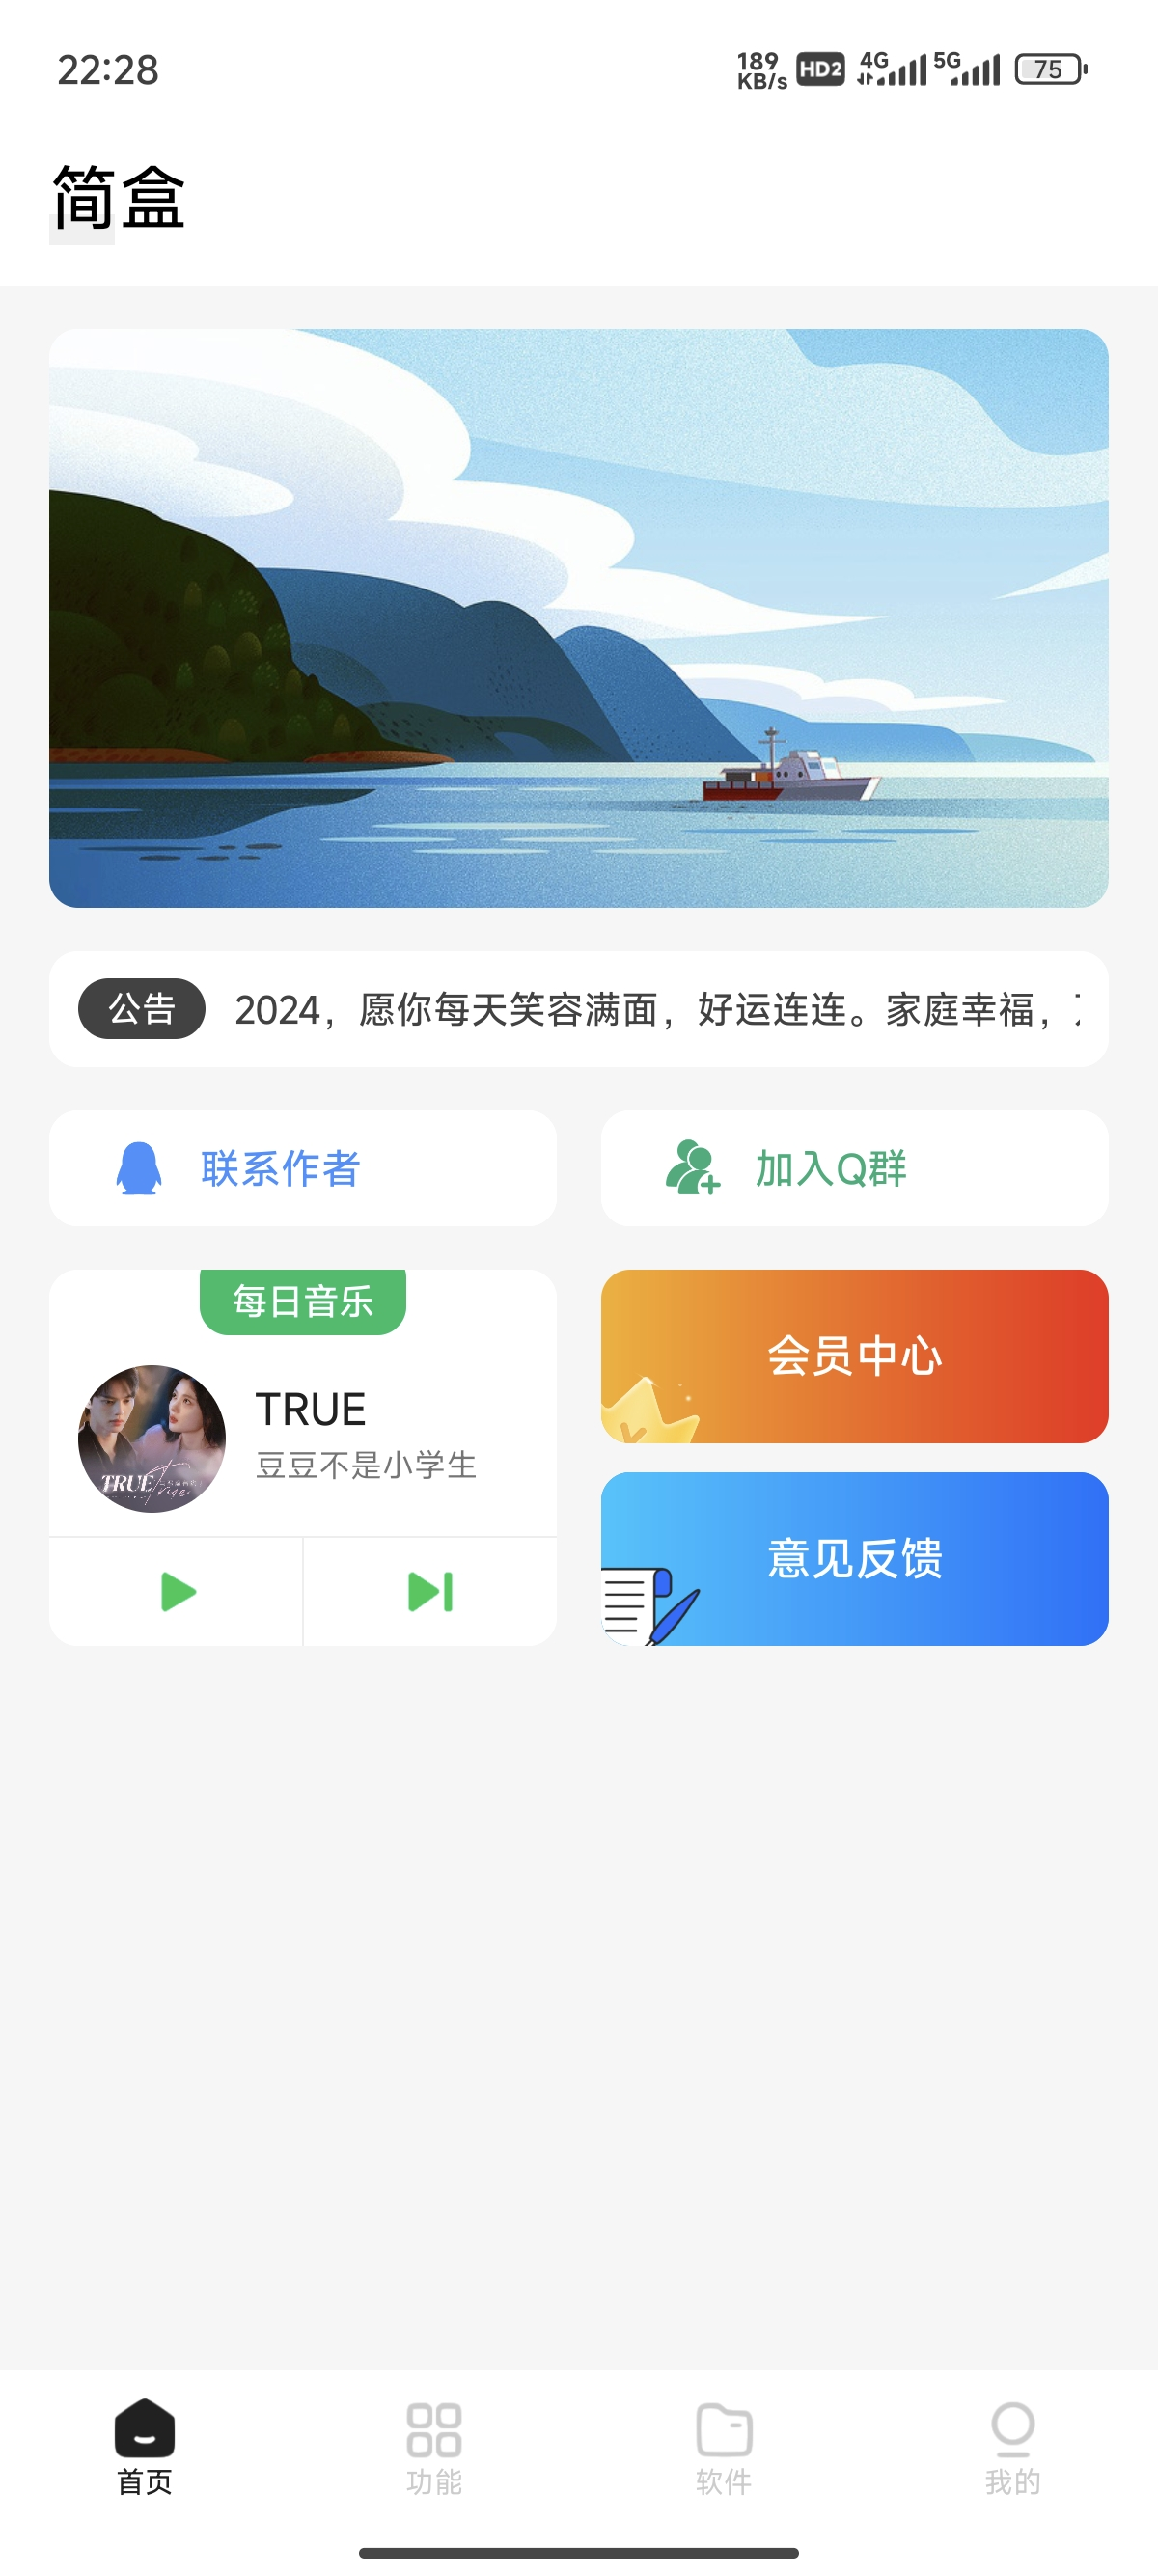 22:28
189 KB/s HD2 4G 5G 75
简盒
公告 2024，愿你每天笑容满面，好运连连。家庭幸福，
联系作者
加入Q群
每日音乐
TRUE
豆豆不是小学生
TRUE
会员中心
意见反馈
首页 功能 软件 我的